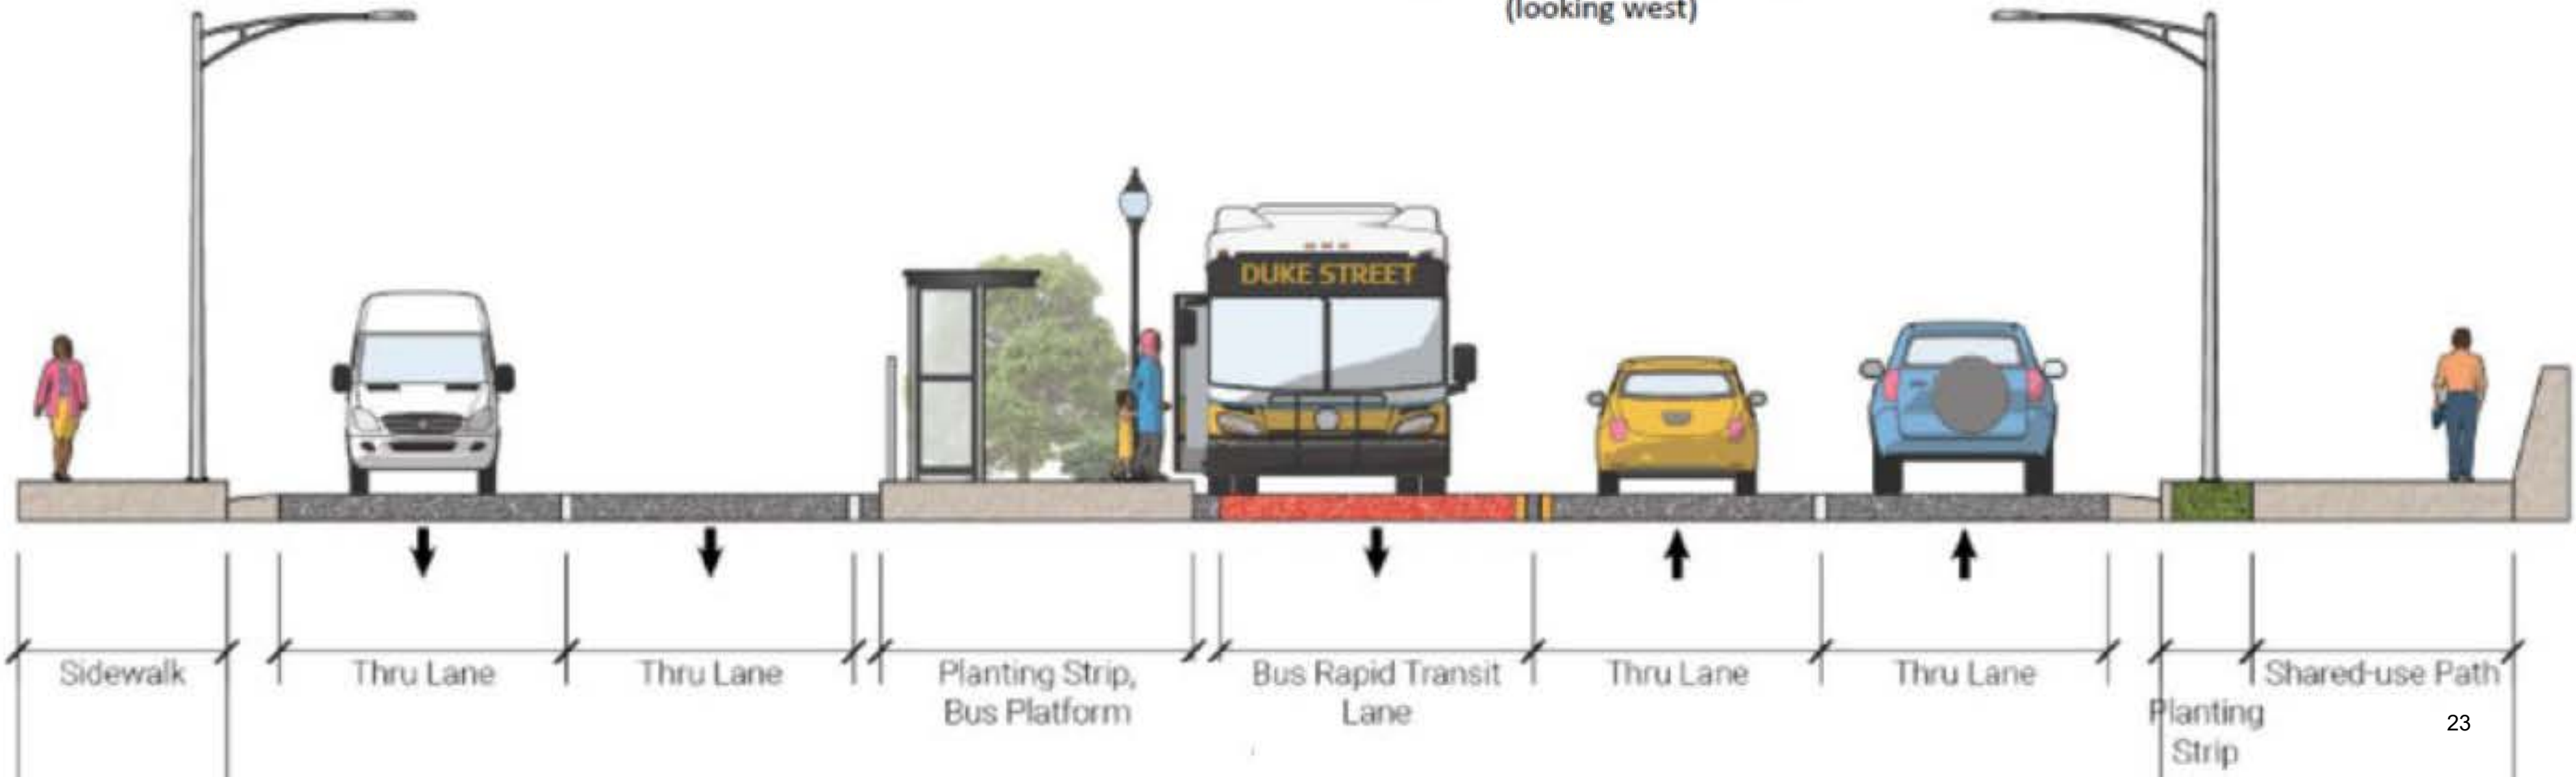 (looking west)
DUKE STREET
Sidewalk
Thru Lane
Thru Lane
Planting Strip,
Bus Platform
Bus Rapid Transit
Lane
Thru Lane
Thru Lane
Planting
Strip
Shared-use Path
23